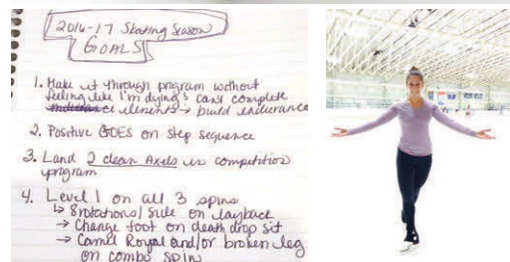 2016-17 Skating Season
GOALS
1. Make it through program without
feeling like I'm dying & can't complete
elements → build endurance
2. Positive GOES on step sequence
3. Land 2 clean Axels in competition
program
4. Level 1 on all 3 spins
↳ 8 rotations/side on layback
→ Change foot on death drop sit
→ Camel Royal and/or broken leg
on combo spin